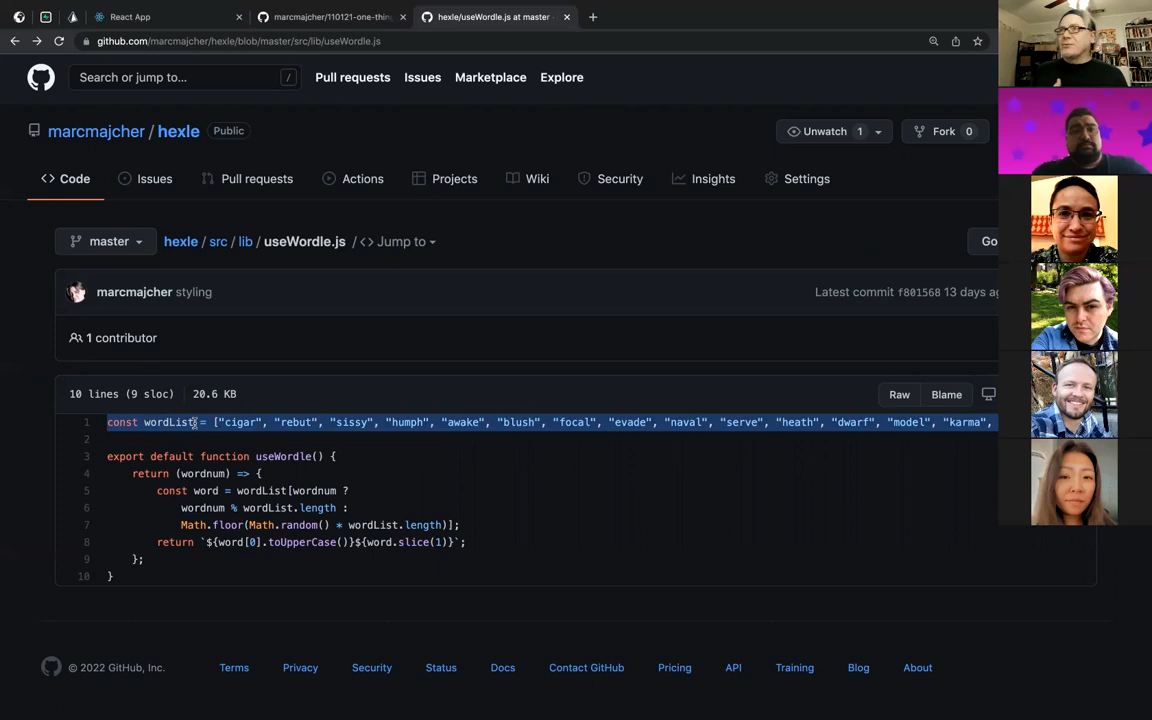 React App
marcmajcher/110121-one-thing
hexle/useWordle.js at master
github.com/marcmajcher/hexle/blob/master/src/lib/useWordle.js
Search or jump to...
/
Pull requests
Issues
Marketplace
Explore
marcmajcher / hexle
Public
Unwatch
1
Fork
0
<> Code
Issues
Pull requests
Actions
Projects
Wiki
Security
Insights
Settings
master
hexle / src / lib / useWordle.js / <> Jump to
Go
marcmajcher styling
Latest commit f801568 13 days ag
1 contributor
10 lines (9 sloc)
20.6 KB
Raw
Blame
1 const wordList = ["cigar", "rebut", "sissy", "humph", "awake", "blush", "focal", "evade", "naval", "serve", "heath", "dwarf", "model", "karma",
2
3 export default function useWordle() {
4 return (wordnum) => {
5 const word = wordList[wordnum ?
6 wordnum % wordList.length :
7 Math.floor(Math.random() * wordList.length)];
8 return `${word[0].toUpperCase()}${word.slice(1)}`;
9 };
10 }
© 2022 GitHub, Inc.
Terms
Privacy
Security
Status
Docs
Contact GitHub
Pricing
API
Training
Blog
About